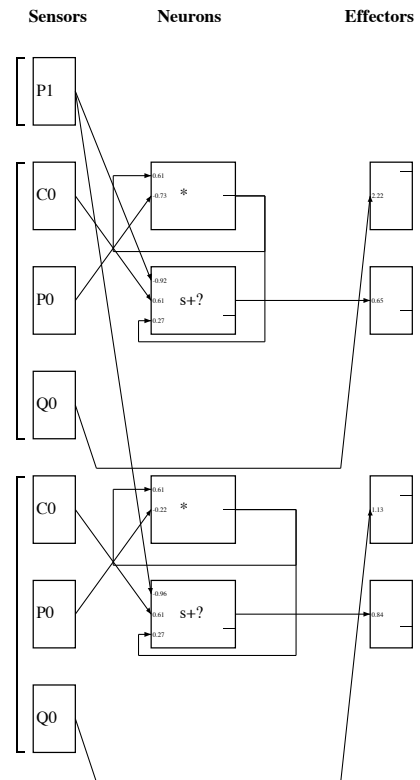 Sensors Neurons Effectors
P1
C0
0.61
-0.73
*
2.22
P0
-0.92
0.61
0.27
s+?
0.65
Q0
C0
0.61
-0.22
*
1.13
P0
-0.96
0.61
0.27
s+?
0.84
Q0